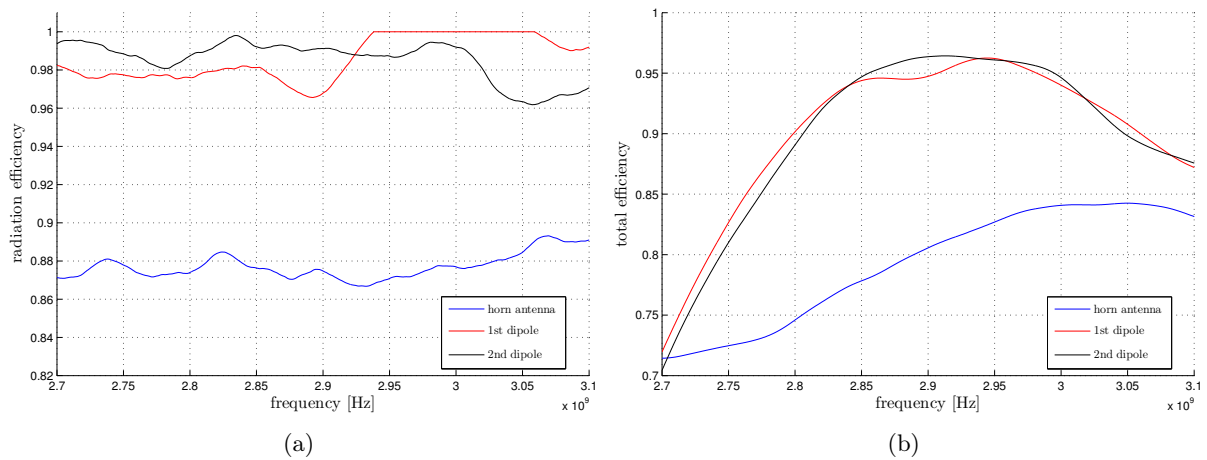 radiation efficiency
1
0.98
0.96
0.94
0.92
0.9
0.88
0.86
0.84
0.82
2.7 2.75 2.8 2.85 2.9 2.95 3 3.05 3.1
frequency [Hz]
x 10⁹
horn antenna
1st dipole
2nd dipole
(a)
total efficiency
1
0.95
0.9
0.85
0.8
0.75
0.7
2.7 2.75 2.8 2.85 2.9 2.95 3 3.05 3.1
frequency [Hz]
x 10⁹
horn antenna
1st dipole
2nd dipole
(b)